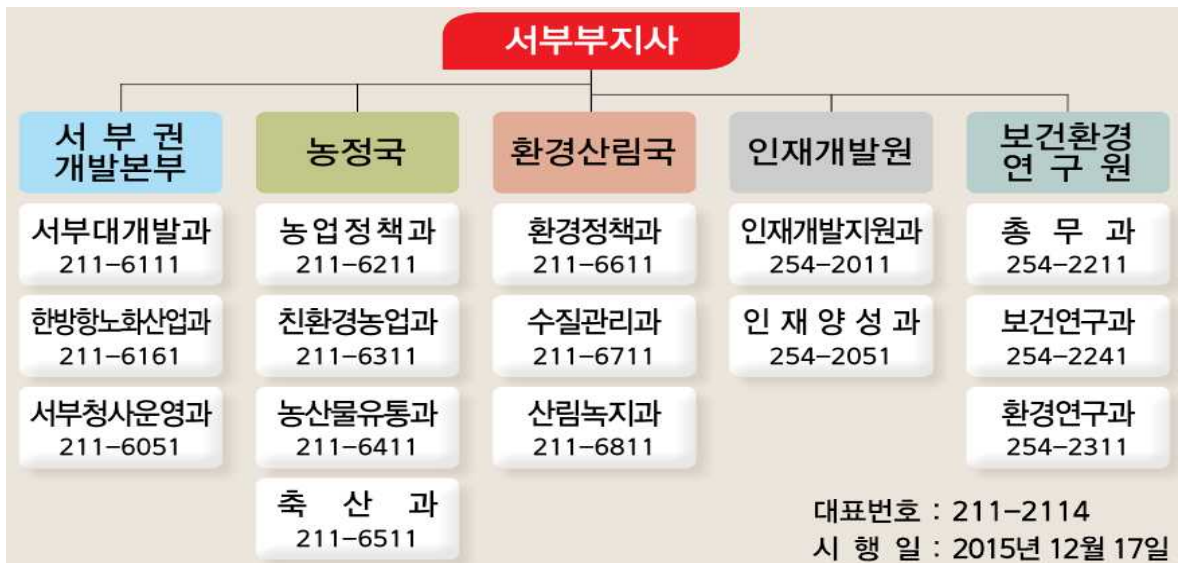 서부부지사
서 부 권
개발본부
서부대개발과
211-6111
한방항노화산업과
211-6161
서부청사운영과
211-6051
농정국
농업정책과
211-6211
친환경농업과
211-6311
농산물유통과
211-6411
축 산 과
211-6511
환경산림국
환경정책과
211-6611
수질관리과
211-6711
산림녹지과
211-6811
인재개발원
인재개발지원과
254-2011
인 재 양 성 과
254-2051
보건환경
연 구 원
총 무 과
254-2211
보건연구과
254-2241
환경연구과
254-2311
대표번호 : 211-2114
시 행 일 : 2015년 12월 17일